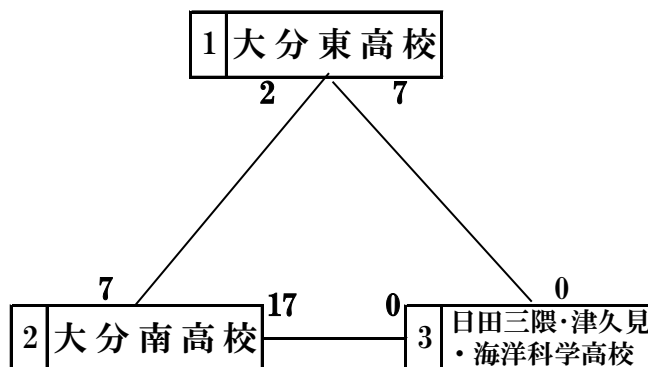 1 大分東高校
2 7
7 0
17 0
2 大分南高校
3 日田三隈・津久見
・海洋科学高校